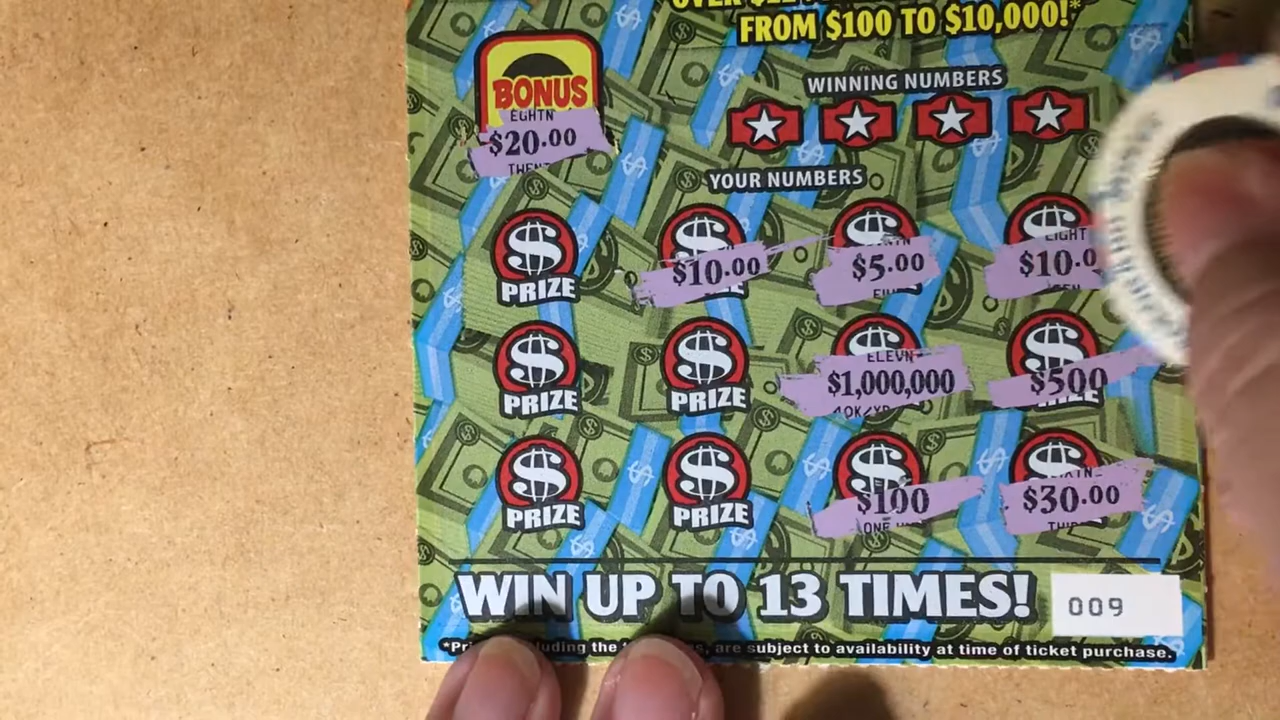 FROM $100 TO $10,000!*
BONUS
EGHTN
$20.00
WINNING NUMBERS
YOUR NUMBERS
PRIZE
$10.00
$5.00
EIGHT
$10.0
PRIZE
PRIZE
ELEVN
$1,000,000
$500
PRIZE
PRIZE
$100
$30.00
WIN UP TO 13 TIMES!
009
are subject to availability at time of ticket purchase.